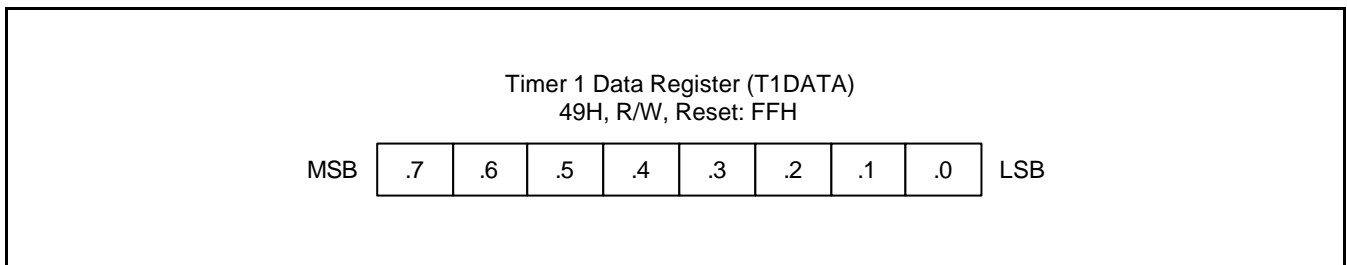 Timer 1 Data Register (T1DATA)
49H, R/W, Reset: FFH
MSB .7 .6 .5 .4 .3 .2 .1 .0 LSB